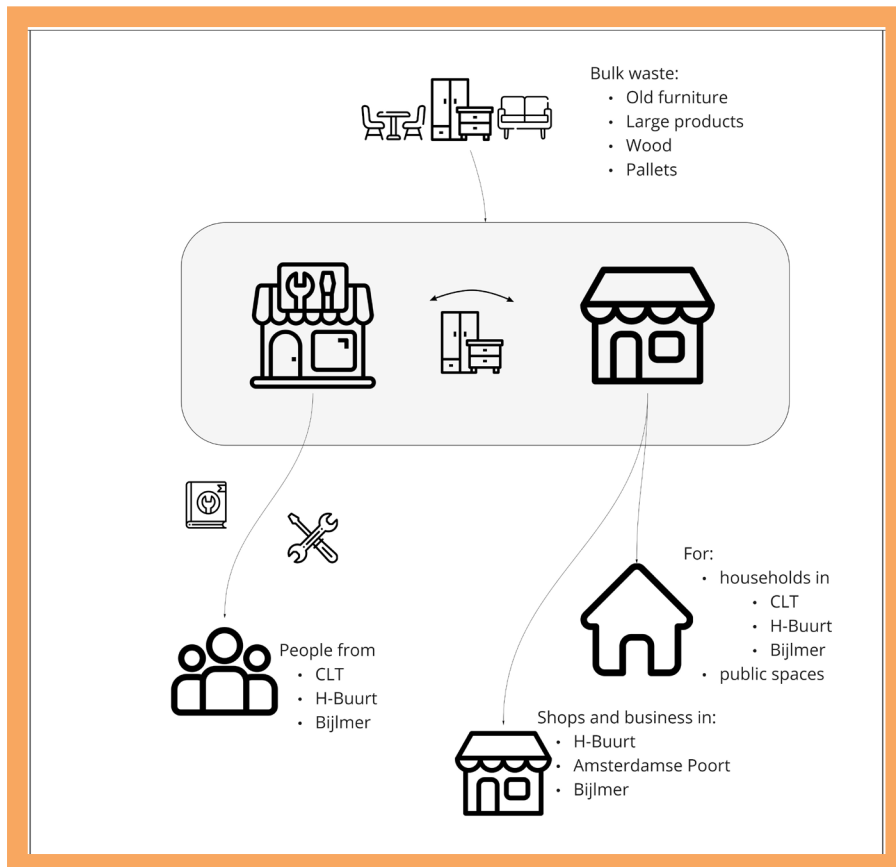 Bulk waste:
• Old furniture
• Large products
• Wood
• Pallets
For:
• households in
• CLT
• H-Buurt
• Bijlmer
• public spaces
People from
• CLT
• H-Buurt
• Bijlmer
Shops and business in:
• H-Buurt
• Amsterdamse Poort
• Bijlmer